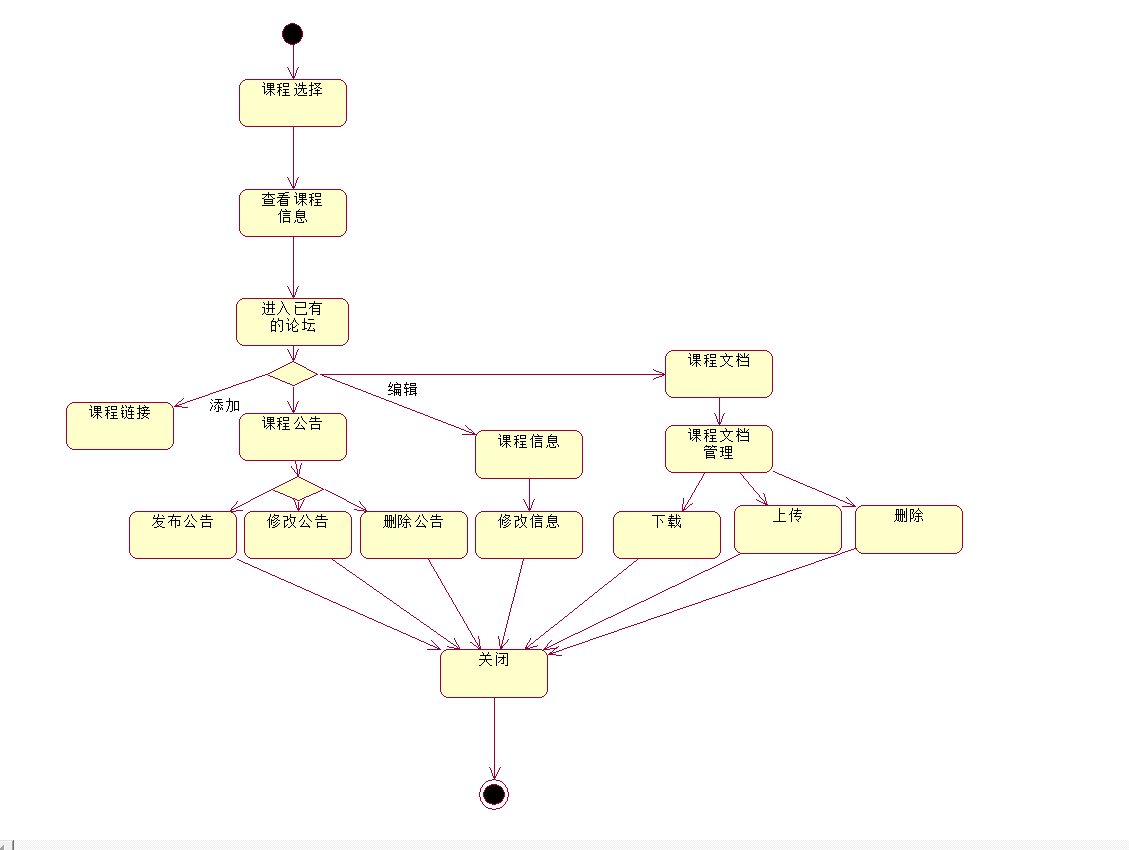 课程选择
查看课程
信息
进入已有
的论坛
课程文档
编辑
添加
课程链接
课程公告
课程信息
课程文档
管理
发布公告
修改公告
删除公告
修改信息
下载
上传
删除
关闭